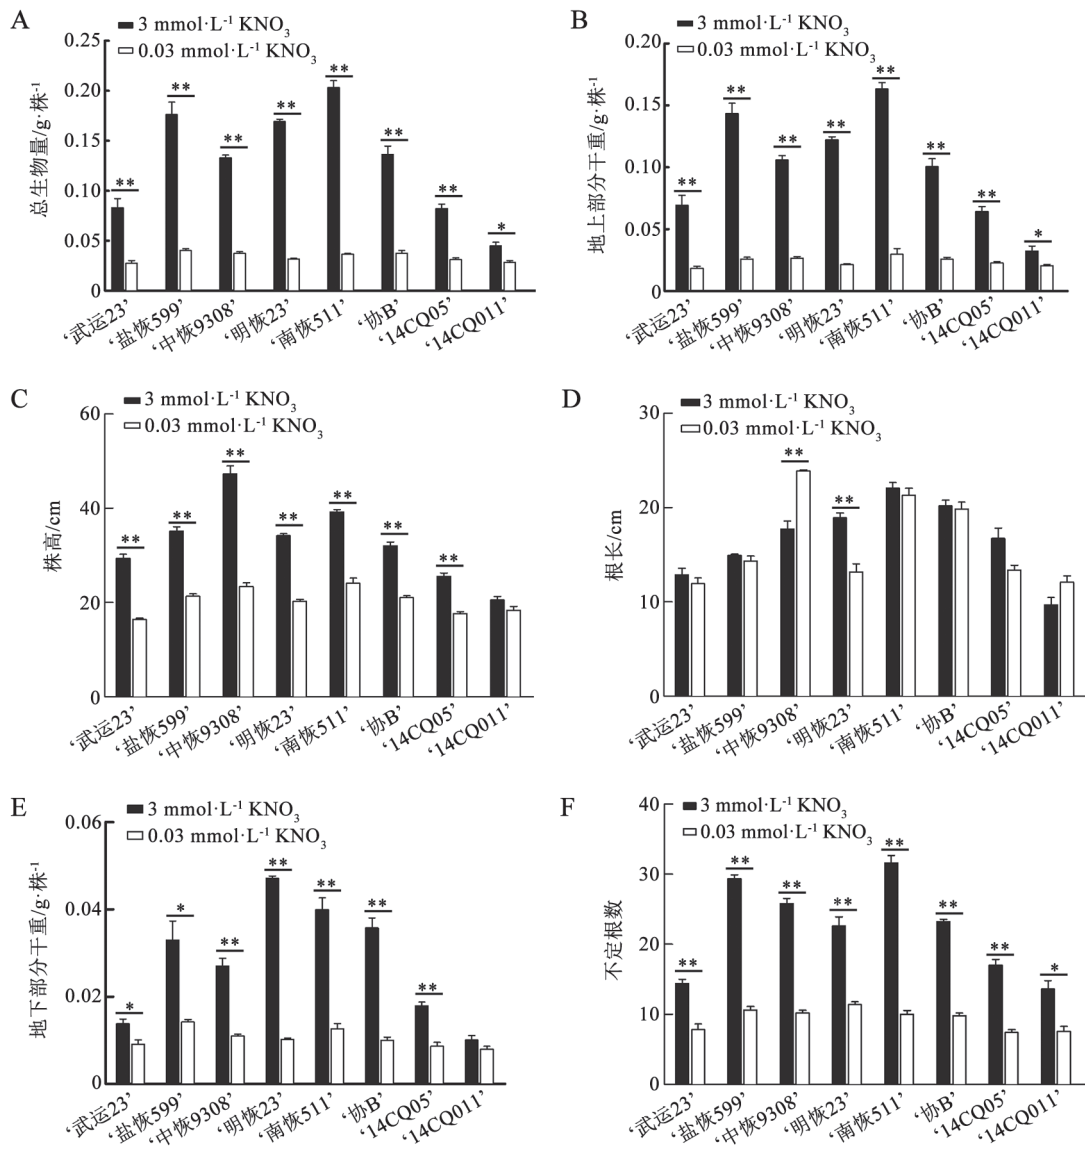 A
3 mmol·L⁻¹ KNO₃
0.03 mmol·L⁻¹ KNO₃
总生物量/g·株⁻¹
0.25
0.20
0.15
0.10
0.05
0
** ** ** ** ** ** ** *
‘武运23’ ‘盐恢599’ ‘中恢9308’ ‘明恢23’ ‘南恢511’ ‘协B’ ‘14CQ05’ ‘14CQ011’
B
3 mmol·L⁻¹ KNO₃
0.03 mmol·L⁻¹ KNO₃
地上部分干重/g·株⁻¹
0.20
0.15
0.10
0.05
0
** ** ** ** ** ** ** *
‘武运23’ ‘盐恢599’ ‘中恢9308’ ‘明恢23’ ‘南恢511’ ‘协B’ ‘14CQ05’ ‘14CQ011’
C
3 mmol·L⁻¹ KNO₃
0.03 mmol·L⁻¹ KNO₃
株高/cm
60
40
20
0
** ** ** ** ** ** **
‘武运23’ ‘盐恢599’ ‘中恢9308’ ‘明恢23’ ‘南恢511’ ‘协B’ ‘14CQ05’ ‘14CQ011’
D
3 mmol·L⁻¹ KNO₃
0.03 mmol·L⁻¹ KNO₃
根长/cm
30
20
10
0
** **
‘武运23’ ‘盐恢599’ ‘中恢9308’ ‘明恢23’ ‘南恢511’ ‘协B’ ‘14CQ05’ ‘14CQ011’
E
3 mmol·L⁻¹ KNO₃
0.03 mmol·L⁻¹ KNO₃
地下部分干重/g·株⁻¹
0.06
0.04
0.02
0
* * ** ** ** ** **
‘武运23’ ‘盐恢599’ ‘中恢9308’ ‘明恢23’ ‘南恢511’ ‘协B’ ‘14CQ05’ ‘14CQ011’
F
3 mmol·L⁻¹ KNO₃
0.03 mmol·L⁻¹ KNO₃
不定根数
40
30
20
10
0
** ** ** ** ** ** ** *
‘武运23’ ‘盐恢599’ ‘中恢9308’ ‘明恢23’ ‘南恢511’ ‘协B’ ‘14CQ05’ ‘14CQ011’